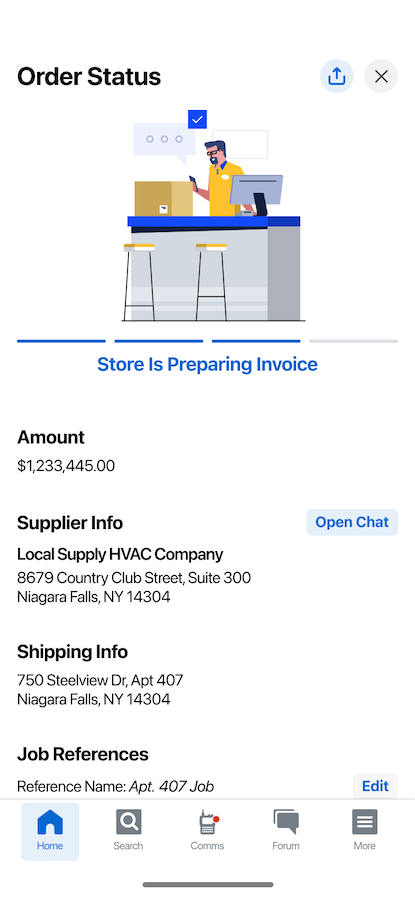 Order Status
Store Is Preparing Invoice
Amount
$1,233,445.00
Supplier Info
Open Chat
Local Supply HVAC Company
8679 Country Club Street, Suite 300
Niagara Falls, NY 14304
Shipping Info
750 Steelview Dr, Apt 407
Niagara Falls, NY 14304
Job References
Reference Name: Apt. 407 Job
Edit
Home
Search
Comms
Forum
More